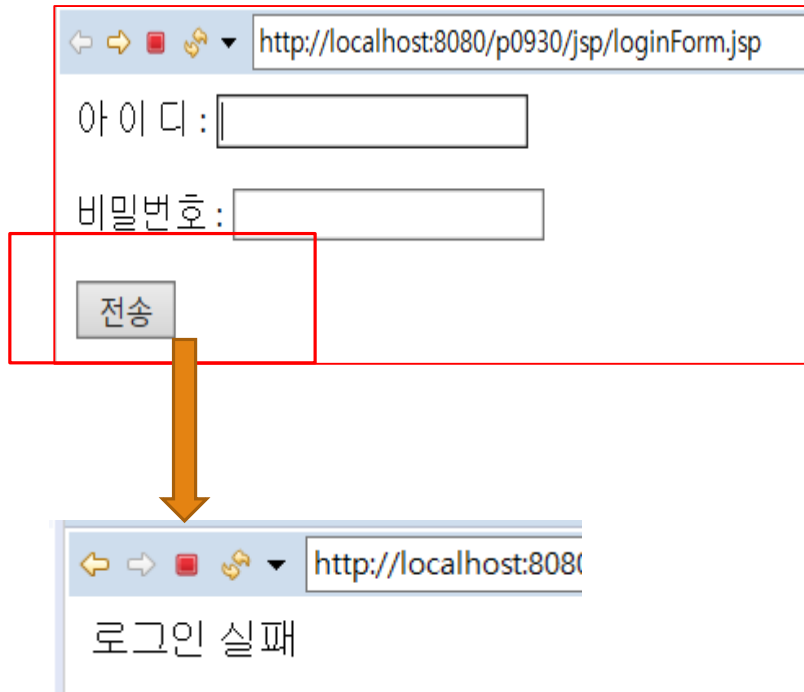 http://localhost:8080/p0930/jsp/loginForm.jsp
아 이 디 :
비밀번호 :
전송
http://localhost:808
로그인 실패